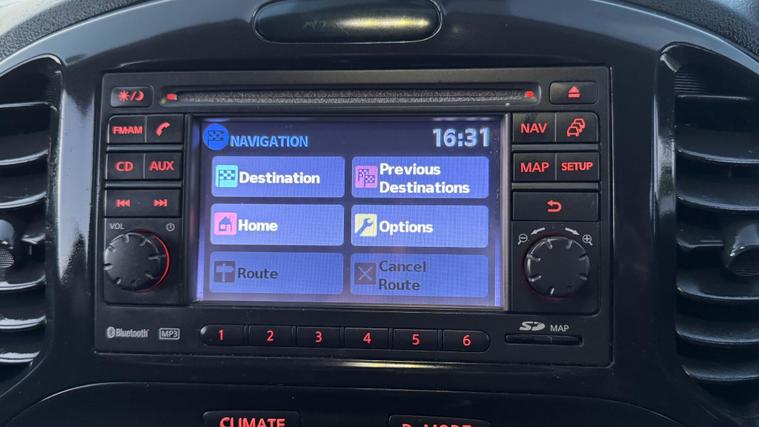 FM·AM
CD AUX
VOL
NAVIGATION 16:31
Destination
Previous
Destinations
Home
Options
Route
Cancel
Route
NAV
MAP SETUP
Bluetooth MP3
1 2 3 4 5 6
SD MAP
CLIMATE
D-MODE